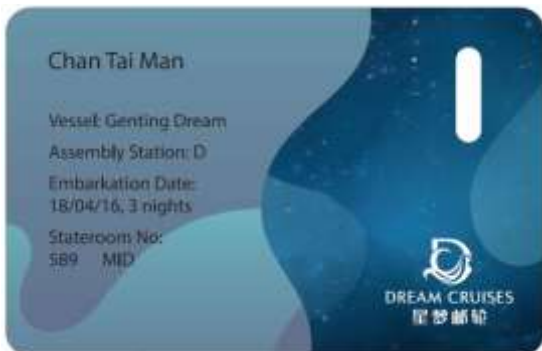 Chan Tai Man
Vessel: Genting Dream
Assembly Station: D
Embarkation Date:
18/04/16, 3 nights
Stateroom No:
589 MID
DREAM CRUISES
星梦邮轮